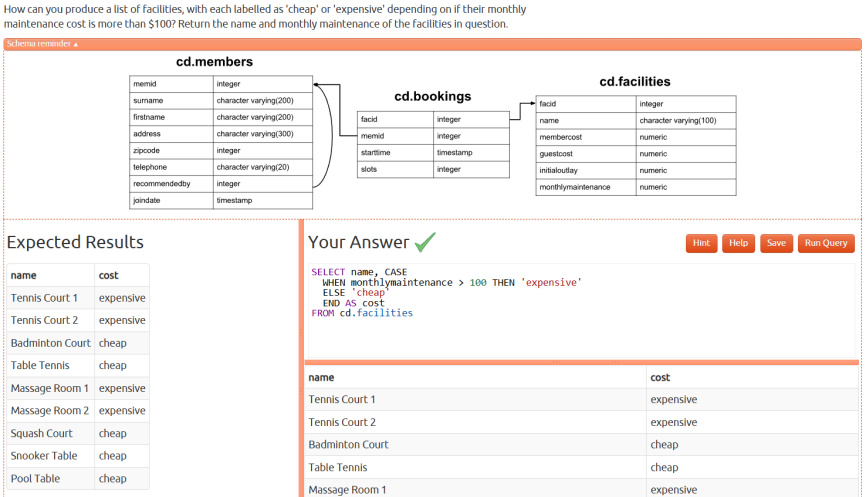 How can you produce a list of facilities, with each labelled as 'cheap' or 'expensive' depending on if their monthly
maintenance cost is more than $100? Return the name and monthly maintenance of the facilities in question.
Schema reminder ▲
cd.members
memid integer
surname character varying(200)
firstname character varying(200)
address character varying(300)
zipcode integer
telephone character varying(20)
recommendedby integer
joindate timestamp
cd.bookings
facid integer
memid integer
starttime timestamp
slots integer
cd.facilities
facid integer
name character varying(100)
membercost numeric
guestcost numeric
initialoutlay numeric
monthlymaintenance numeric
Expected Results
name cost
Tennis Court 1 expensive
Tennis Court 2 expensive
Badminton Court cheap
Table Tennis cheap
Massage Room 1 expensive
Massage Room 2 expensive
Squash Court cheap
Snooker Table cheap
Pool Table cheap
Your Answer
Hint Help Save Run Query
SELECT name, CASE
WHEN monthlymaintenance > 100 THEN 'expensive'
ELSE 'cheap'
END AS cost
FROM cd.facilities
name cost
Tennis Court 1 expensive
Tennis Court 2 expensive
Badminton Court cheap
Table Tennis cheap
Massage Room 1 expensive